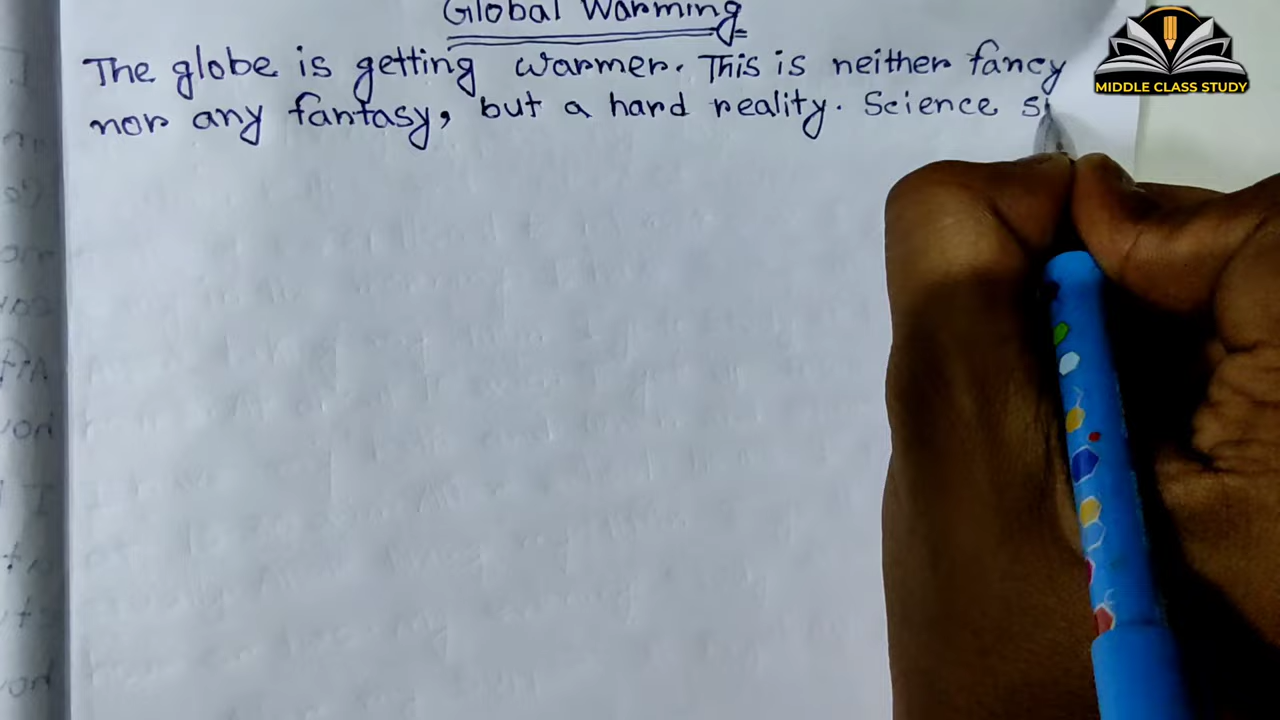 Global Warming
The globe is getting warmer. This is neither fancy
nor any fantasy, but a hard reality. Science
MIDDLE CLASS STUDY